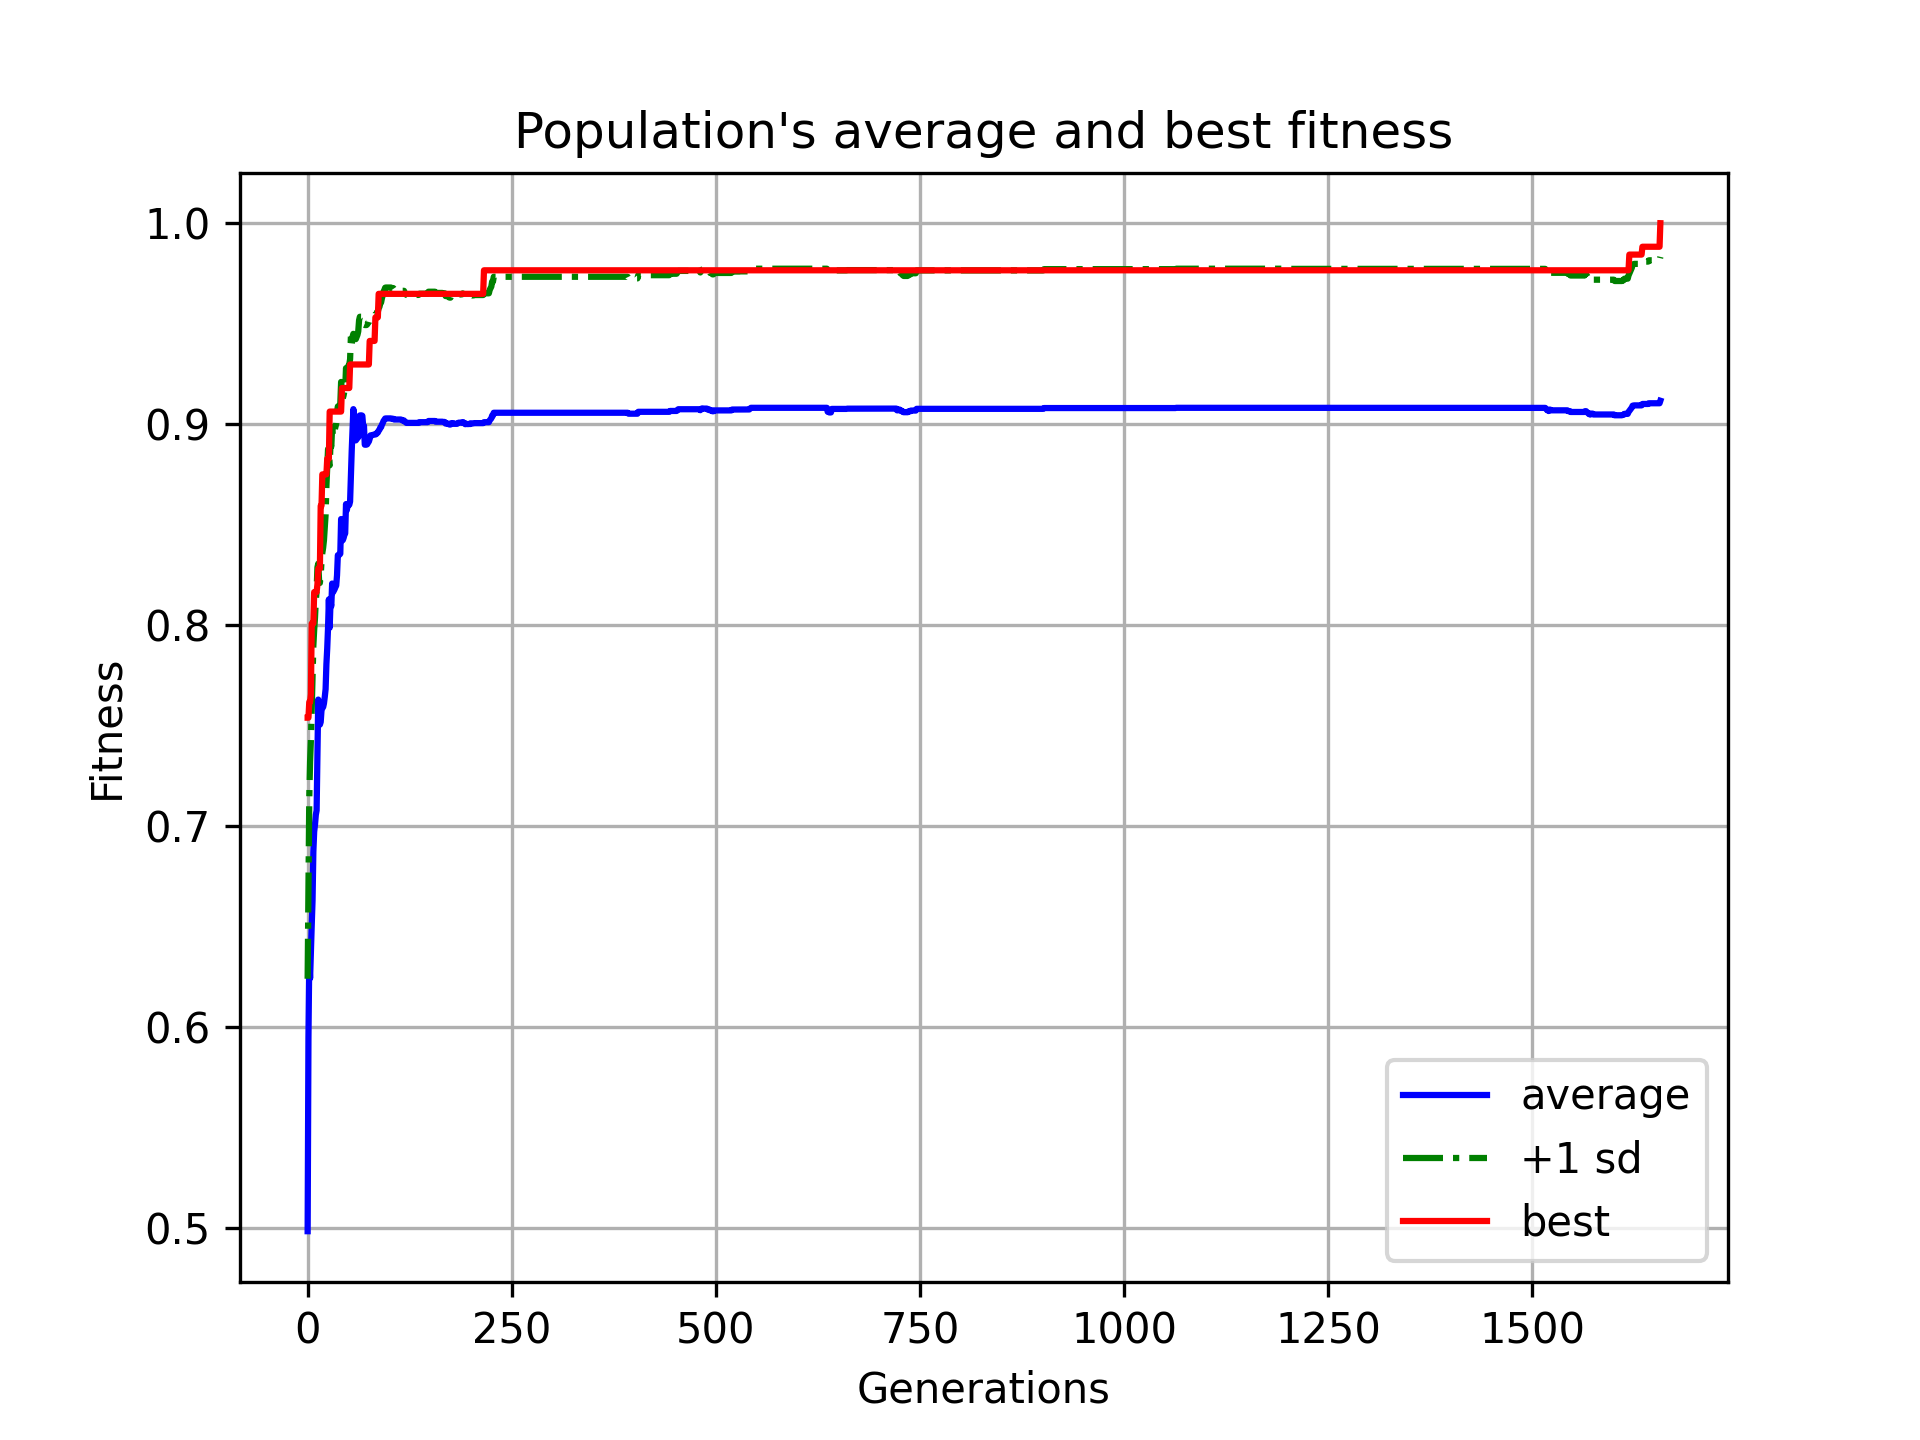 Population's average and best fitness
1.0
0.9
0.8
0.7
0.6
0.5
Fitness
0 250 500 750 1000 1250 1500
Generations
average
+1 sd
best